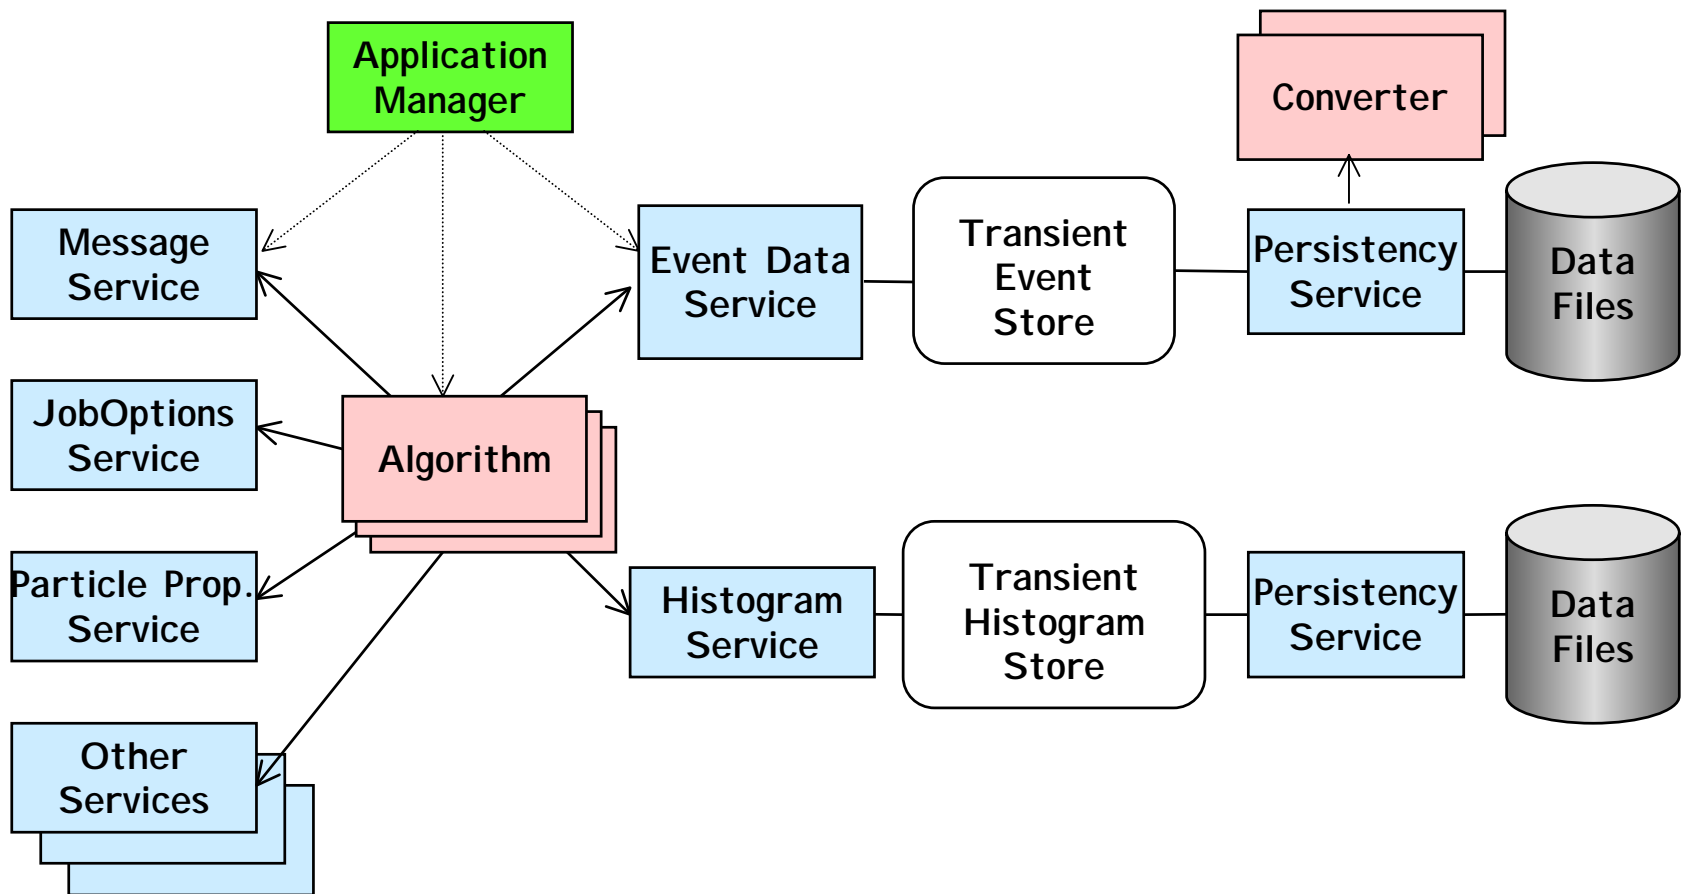 Application
Manager
Converter
Message
Service
Event Data
Service
Transient
Event
Store
Persistency
Service
Data
Files
JobOptions
Service
Algorithm
Particle Prop.
Service
Histogram
Service
Transient
Histogram
Store
Persistency
Service
Data
Files
Other
Services